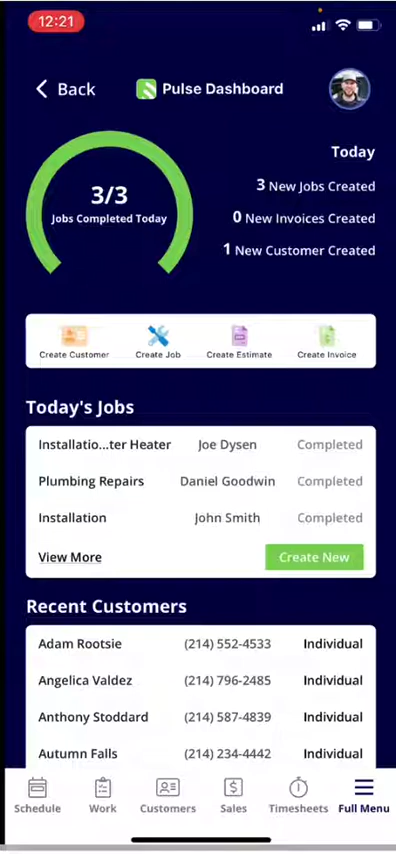 12:21
Back
Pulse Dashboard
3/3
Jobs Completed Today
Today
3 New Jobs Created
0 New Invoices Created
1 New Customer Created
Create Customer Create Job Create Estimate Create Invoice
Today's Jobs
Installatio...ter Heater Joe Dysen Completed
Plumbing Repairs Daniel Goodwin Completed
Installation John Smith Completed
View More Create New
Recent Customers
Adam Rootsie (214) 552-4533 Individual
Angelica Valdez (214) 796-2485 Individual
Anthony Stoddard (214) 587-4839 Individual
Autumn Falls (214) 234-4442 Individual
Schedule Work Customers Sales Timesheets Full Menu